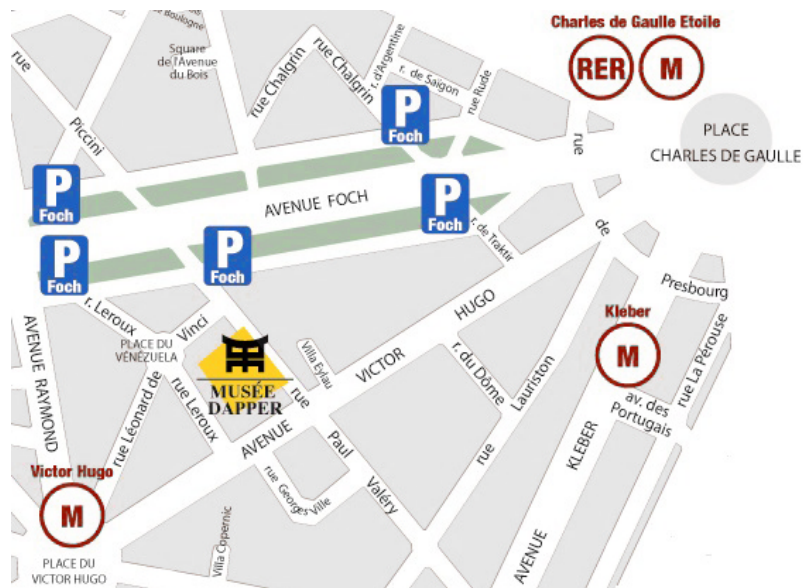 Boulogne
Square
de l'Avenue
du Bois
rue
Piccini
rue Chalgrin
rue Chalgrin
r. d'Argentine
r. de Saigon
rue Rude
Charles de Gaulle Etoile
RER
M
PLACE
CHARLES DE GAULLE
rue
de
Presbourg
P
Foch
P
Foch
P
Foch
P
Foch
P
Foch
AVENUE FOCH
r. de Traktir
r. Leroux
Vinci
PLACE DU
VÉNÉZUELA
rue Léonard de
rue Leroux
AVENUE RAYMOND
MUSÉE
DAPPER
Villa Eylau
rue
Paul
Valéry
AVENUE
VICTOR
HUGO
r. du Dôme
rue
Lauriston
Kleber
M
AVENUE
KLEBER
av. des
Portugais
rue La Pérouse
Victor Hugo
M
PLACE DU
VICTOR HUGO
rue Georges Ville
Villa Copernic